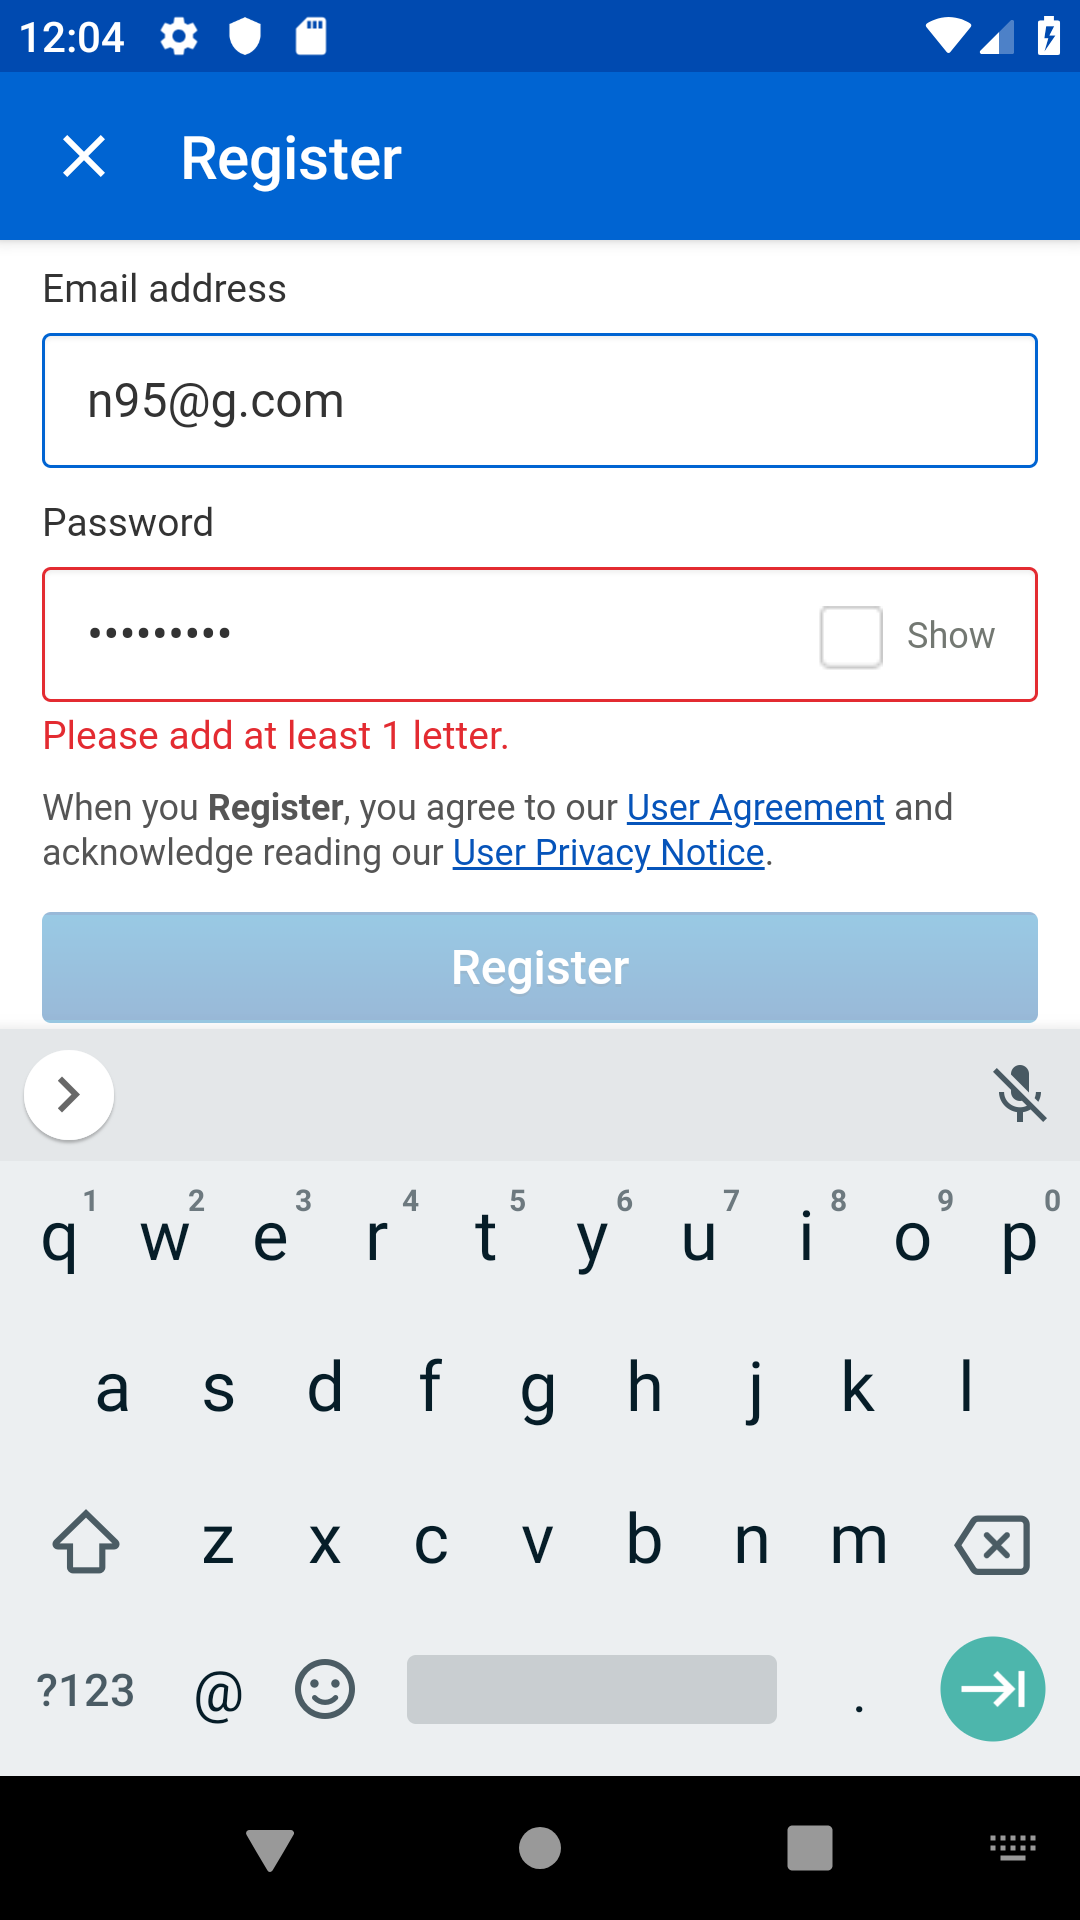 12:04
Register
Email address
n95@g.com
Password
•••••••••
Show
Please add at least 1 letter.
When you Register, you agree to our User Agreement and
acknowledge reading our User Privacy Notice.
Register
1 2 3 4 5 6 7 8 9 0
q w e r t y u i o p
a s d f g h j k l
z x c v b n m
?123 @ .